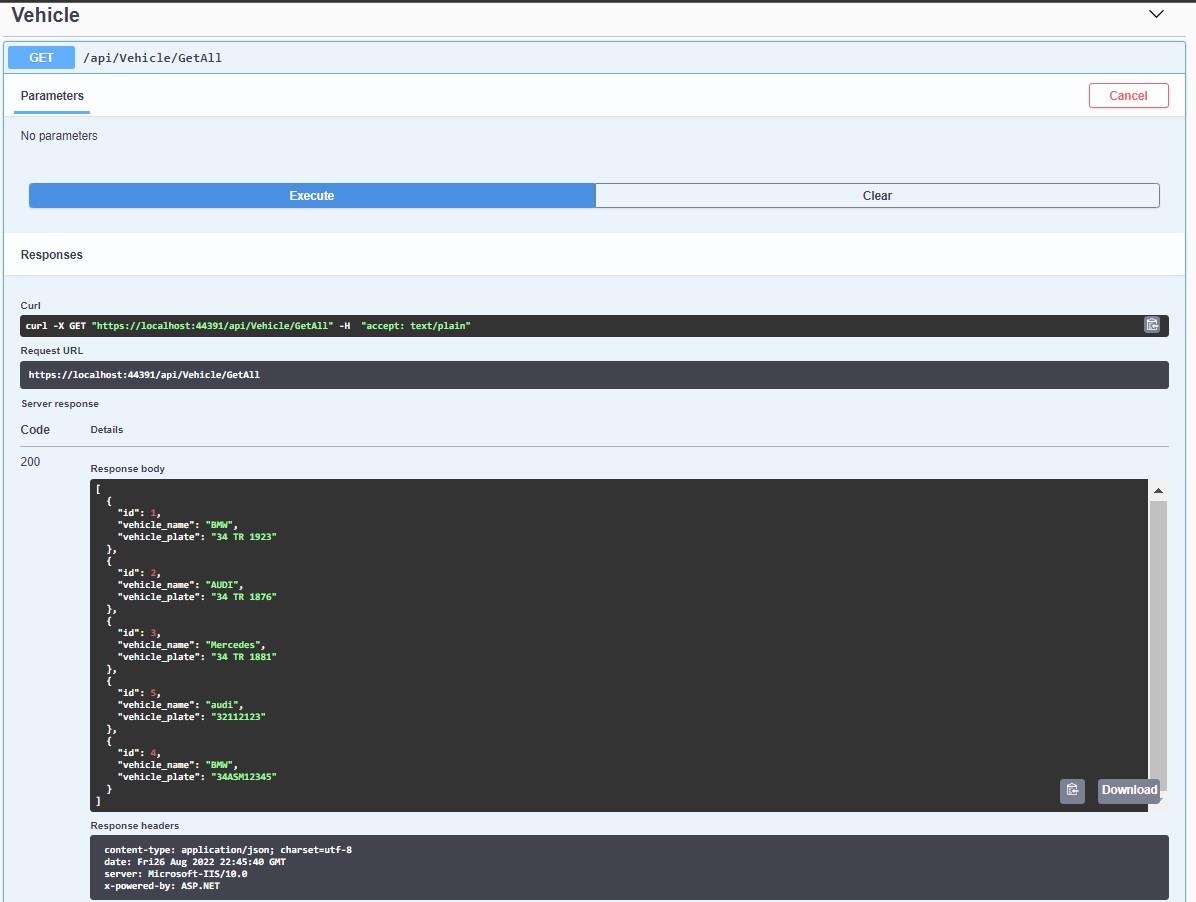 Vehicle
GET /api/Vehicle/GetAll
Parameters
Cancel
No parameters
Execute
Clear
Responses
Curl
curl -X GET "https://localhost:44391/api/Vehicle/GetAll" -H  "accept: text/plain"
Request URL
https://localhost:44391/api/Vehicle/GetAll
Server response
Code Details
200
Response body
[
  {
    "id": 1,
    "vehicle_name": "BMW",
    "vehicle_plate": "34 TR 1923"
  },
  {
    "id": 2,
    "vehicle_name": "AUDI",
    "vehicle_plate": "34 TR 1876"
  },
  {
    "id": 3,
    "vehicle_name": "Mercedes",
    "vehicle_plate": "34 TR 1881"
  },
  {
    "id": 5,
    "vehicle_name": "audi",
    "vehicle_plate": "32112123"
  },
  {
    "id": 4,
    "vehicle_name": "BMW",
    "vehicle_plate": "34ASM12345"
  }
]
Download
Response headers
content-type: application/json; charset=utf-8
date: Fri26 Aug 2022 22:45:40 GMT
server: Microsoft-IIS/10.0
x-powered-by: ASP.NET